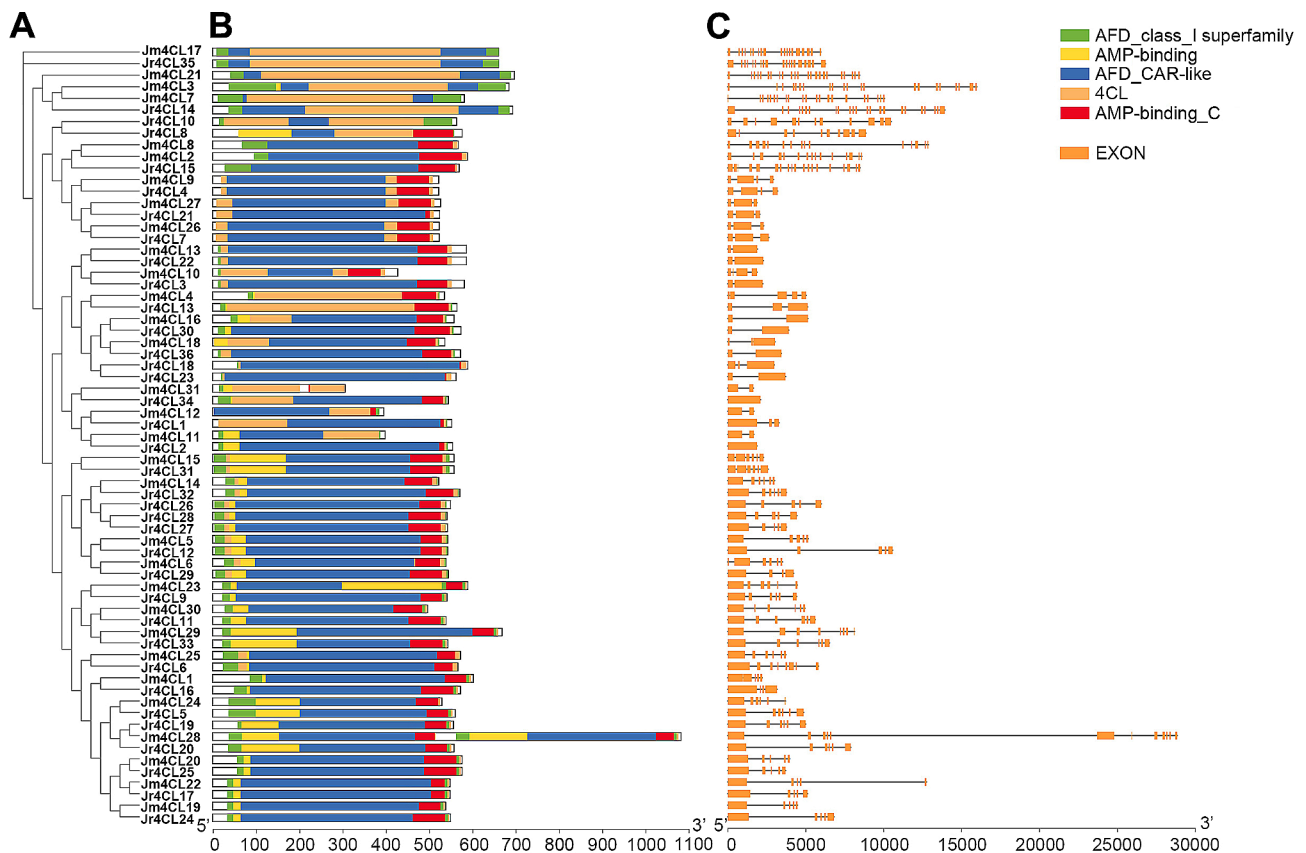 A
B
C
AFD_class_I superfamily
AMP-binding
AFD_CAR-like
4CL
AMP-binding_C
EXON
Jm4CL17
Jr4CL35
Jm4CL21
Jm4CL3
Jm4CL7
Jr4CL14
Jr4CL10
Jr4CL8
Jm4CL8
Jm4CL2
Jr4CL15
Jm4CL9
Jr4CL4
Jm4CL27
Jr4CL21
Jm4CL26
Jr4CL7
Jm4CL13
Jr4CL22
Jm4CL10
Jr4CL3
Jm4CL4
Jr4CL13
Jm4CL16
Jr4CL30
Jm4CL18
Jr4CL36
Jr4CL18
Jr4CL23
Jm4CL31
Jr4CL34
Jm4CL12
Jr4CL1
Jm4CL11
Jr4CL2
Jm4CL15
Jr4CL31
Jm4CL14
Jr4CL32
Jr4CL26
Jr4CL28
Jr4CL27
Jm4CL5
Jr4CL12
Jm4CL6
Jr4CL29
Jm4CL23
Jr4CL9
Jm4CL30
Jr4CL11
Jm4CL29
Jr4CL33
Jm4CL25
Jr4CL6
Jm4CL1
Jr4CL16
Jm4CL24
Jr4CL5
Jr4CL19
Jm4CL28
Jr4CL20
Jm4CL20
Jr4CL25
Jm4CL22
Jr4CL17
Jm4CL19
Jr4CL24
5' 3'
0 100 200 300 400 500 600 700 800 900 1000 1100
5' 3'
0 5000 10000 15000 20000 25000 30000